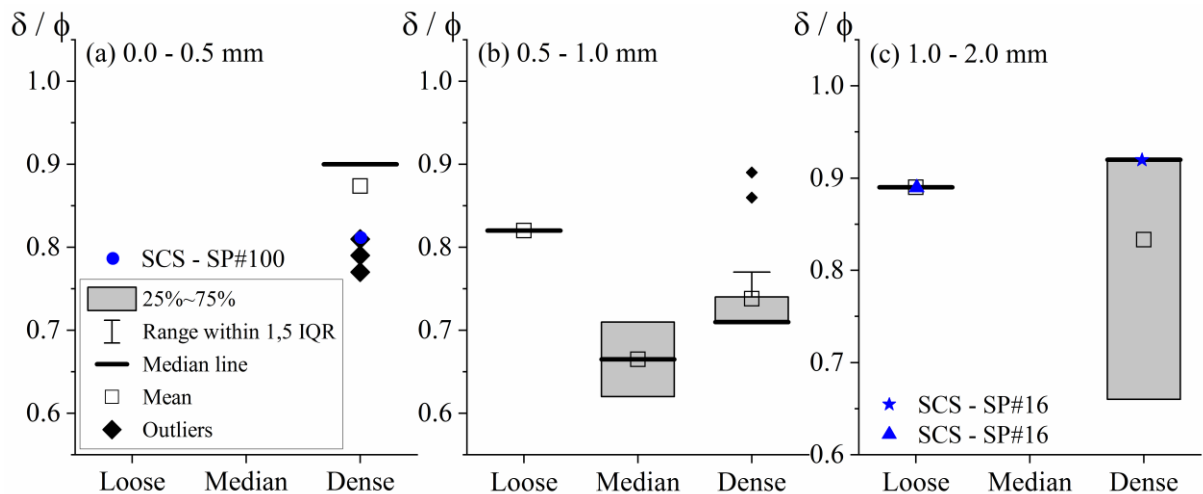 δ / ϕ
(a) 0.0 - 0.5 mm
1.0
0.9
0.8
0.7
0.6
SCS - SP#100
25%~75%
Range within 1,5 IQR
Median line
Mean
Outliers
Loose Median Dense
δ / ϕ
(b) 0.5 - 1.0 mm
1.0
0.9
0.8
0.7
0.6
Loose Median Dense
δ / ϕ
(c) 1.0 - 2.0 mm
1.0
0.9
0.8
0.7
0.6
SCS - SP#16
SCS - SP#16
Loose Median Dense